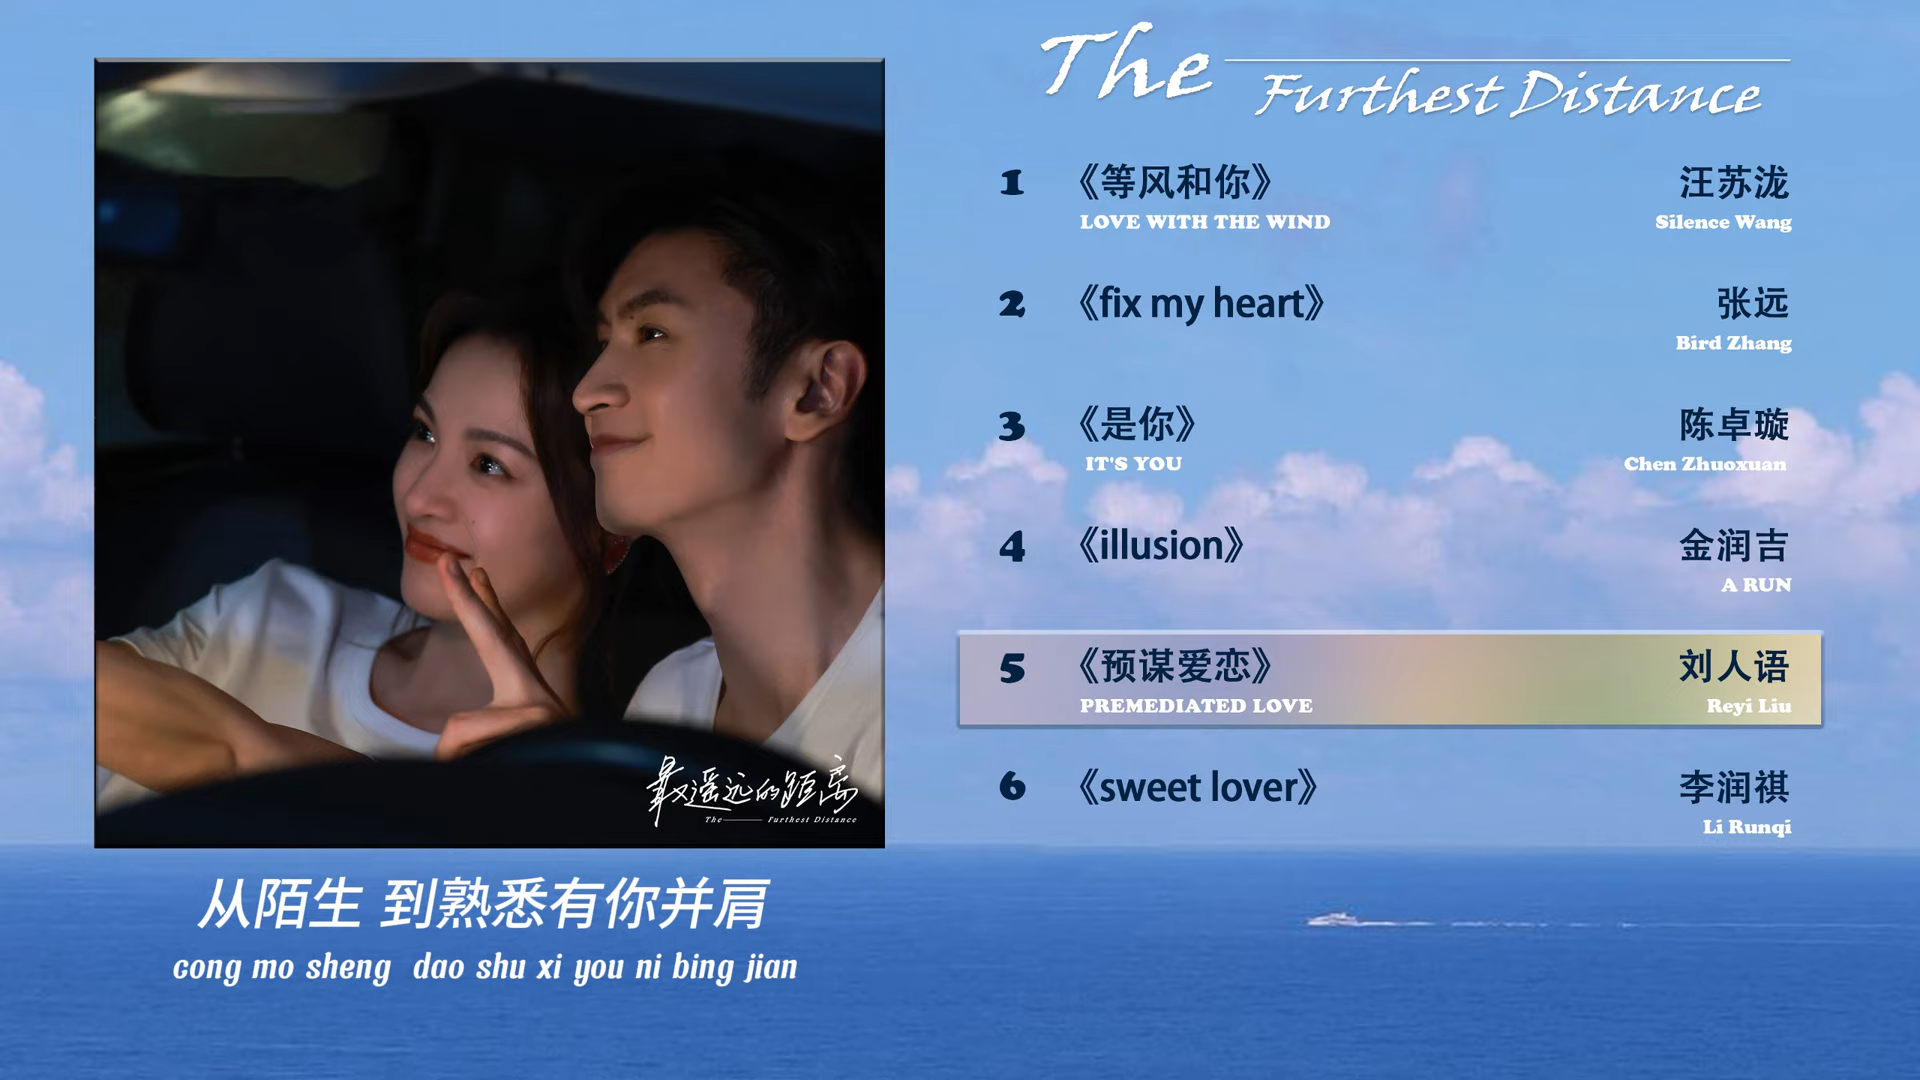 The
Furthest Distance
1 《等风和你》 汪苏泷
LOVE WITH THE WIND Silence Wang
2 《fix my heart》 张远
Bird Zhang
3 《是你》 陈卓璇
IT'S YOU Chen Zhuoxuan
4 《illusion》 金润吉
A RUN
5 《预谋爱恋》 刘人语
PREMEDIATED LOVE Reyi Liu
6 《sweet lover》 李润祺
Li Runqi
最遥远的距离
The Furthest Distance
从陌生 到熟悉有你并肩
cong mo sheng dao shu xi you ni bing jian